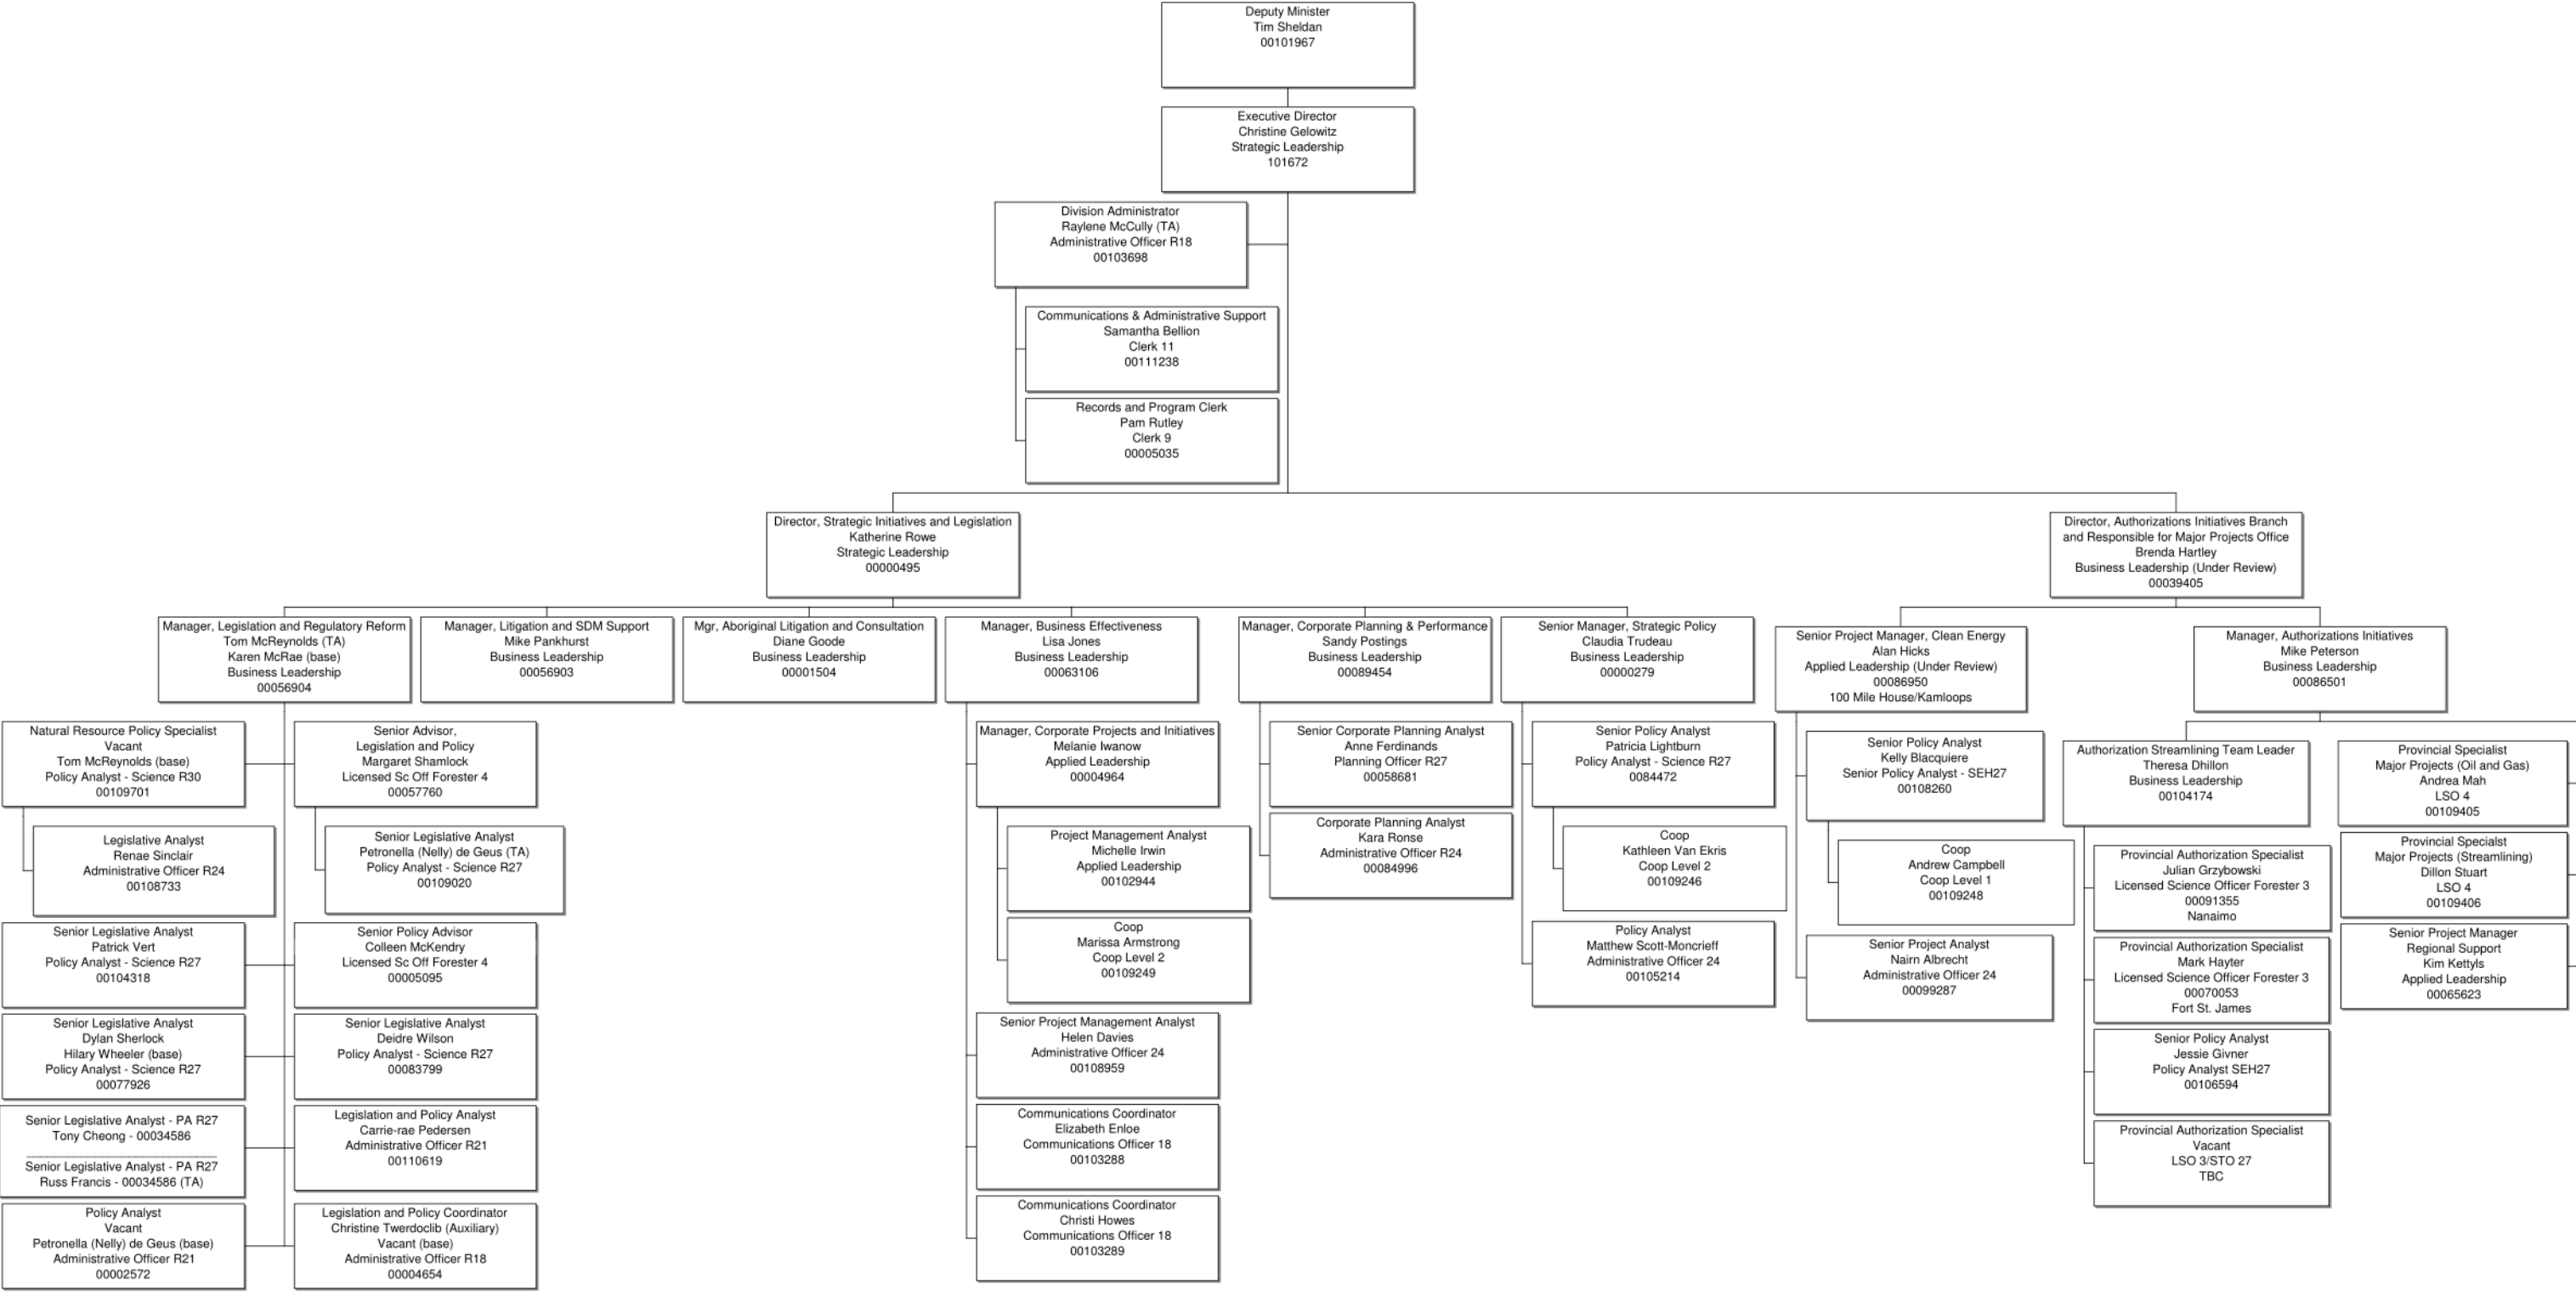 Deputy Minister
Tim Sheldan
00101967
Executive Director
Christine Gelowitz
Strategic Leadership
101672
Division Administrator
Raylene McCully (TA)
Administrative Officer R18
00103698
Communications & Administrative Support
Samantha Bellion
Clerk 11
00111238
Records and Program Clerk
Pam Rutley
Clerk 9
00005035
Director, Strategic Initiatives and Legislation
Katherine Rowe
Strategic Leadership
00000495
Director, Authorizations Initiatives Branch
and Responsible for Major Projects Office
Brenda Hartley
Business Leadership (Under Review)
00039405
Manager, Legislation and Regulatory Reform
Tom McReynolds (TA)
Karen McRae (base)
Business Leadership
00056904
Manager, Litigation and SDM Support
Mike Pankhurst
Business Leadership
00056903
Mgr, Aboriginal Litigation and Consultation
Diane Goode
Business Leadership
00001504
Manager, Business Effectiveness
Lisa Jones
Business Leadership
00063106
Manager, Corporate Planning & Performance
Sandy Postings
Business Leadership
00089454
Senior Manager, Strategic Policy
Claudia Trudeau
Business Leadership
00000279
Senior Project Manager, Clean Energy
Alan Hicks
Applied Leadership (Under Review)
00086950
100 Mile House/Kamloops
Manager, Authorizations Initiatives
Mike Peterson
Business Leadership
00086501
Natural Resource Policy Specialist
Vacant
Tom McReynolds (base)
Policy Analyst - Science R30
00109701
Legislative Analyst
Renae Sinclair
Administrative Officer R24
00108733
Senior Legislative Analyst
Patrick Vert
Policy Analyst - Science R27
00104318
Senior Legislative Analyst
Dylan Sherlock
Hilary Wheeler (base)
Policy Analyst - Science R27
00077926
Senior Legislative Analyst - PA R27
Tony Cheong - 00034586
Senior Legislative Analyst - PA R27
Russ Francis - 00034586 (TA)
Policy Analyst
Vacant
Petronella (Nelly) de Geus (base)
Administrative Officer R21
00002572
Senior Advisor,
Legislation and Policy
Margaret Shamlock
Licensed Sc Off Forester 4
00057760
Senior Legislative Analyst
Petronella (Nelly) de Geus (TA)
Policy Analyst - Science R27
00109020
Senior Policy Advisor
Colleen McKendry
Licensed Sc Off Forester 4
00005095
Senior Legislative Analyst
Deidre Wilson
Policy Analyst - Science R27
00083799
Legislation and Policy Analyst
Carrie-rae Pedersen
Administrative Officer R21
00110619
Legislation and Policy Coordinator
Christine Twerdoclib (Auxiliary)
Vacant (base)
Administrative Officer R18
00004654
Manager, Corporate Projects and Initiatives
Melanie Iwanow
Applied Leadership
00004964
Project Management Analyst
Michelle Irwin
Applied Leadership
00102944
Coop
Marissa Armstrong
Coop Level 2
00109249
Senior Project Management Analyst
Helen Davies
Administrative Officer 24
00108959
Communications Coordinator
Elizabeth Enloe
Communications Officer 18
00103288
Communications Coordinator
Christi Howes
Communications Officer 18
00103289
Senior Corporate Planning Analyst
Anne Ferdinands
Planning Officer R27
00058681
Corporate Planning Analyst
Kara Ronse
Administrative Officer R24
00084996
Senior Policy Analyst
Patricia Lightburn
Policy Analyst - Science R27
0084472
Coop
Kathleen Van Ekris
Coop Level 2
00109246
Policy Analyst
Matthew Scott-Moncrieff
Administrative Officer 24
00105214
Senior Policy Analyst
Kelly Blacquiere
Senior Policy Analyst - SEH27
00108260
Coop
Andrew Campbell
Coop Level 1
00109248
Senior Project Analyst
Nairn Albrecht
Administrative Officer 24
00099287
Authorization Streamlining Team Leader
Theresa Dhillon
Business Leadership
00104174
Provincial Authorization Specialist
Julian Grzybowski
Licensed Science Officer Forester 3
00091355
Nanaimo
Provincial Authorization Specialist
Mark Hayter
Licensed Science Officer Forester 3
00070053
Fort St. James
Senior Policy Analyst
Jessie Givner
Policy Analyst SEH27
00106594
Provincial Authorization Specialist
Vacant
LSO 3/STO 27
TBC
Provincial Specialist
Major Projects (Oil and Gas)
Andrea Mah
LSO 4
00109405
Provincial Specialst
Major Projects (Streamlining)
Dillon Stuart
LSO 4
00109406
Senior Project Manager
Regional Support
Kim Kettyls
Applied Leadership
00065623